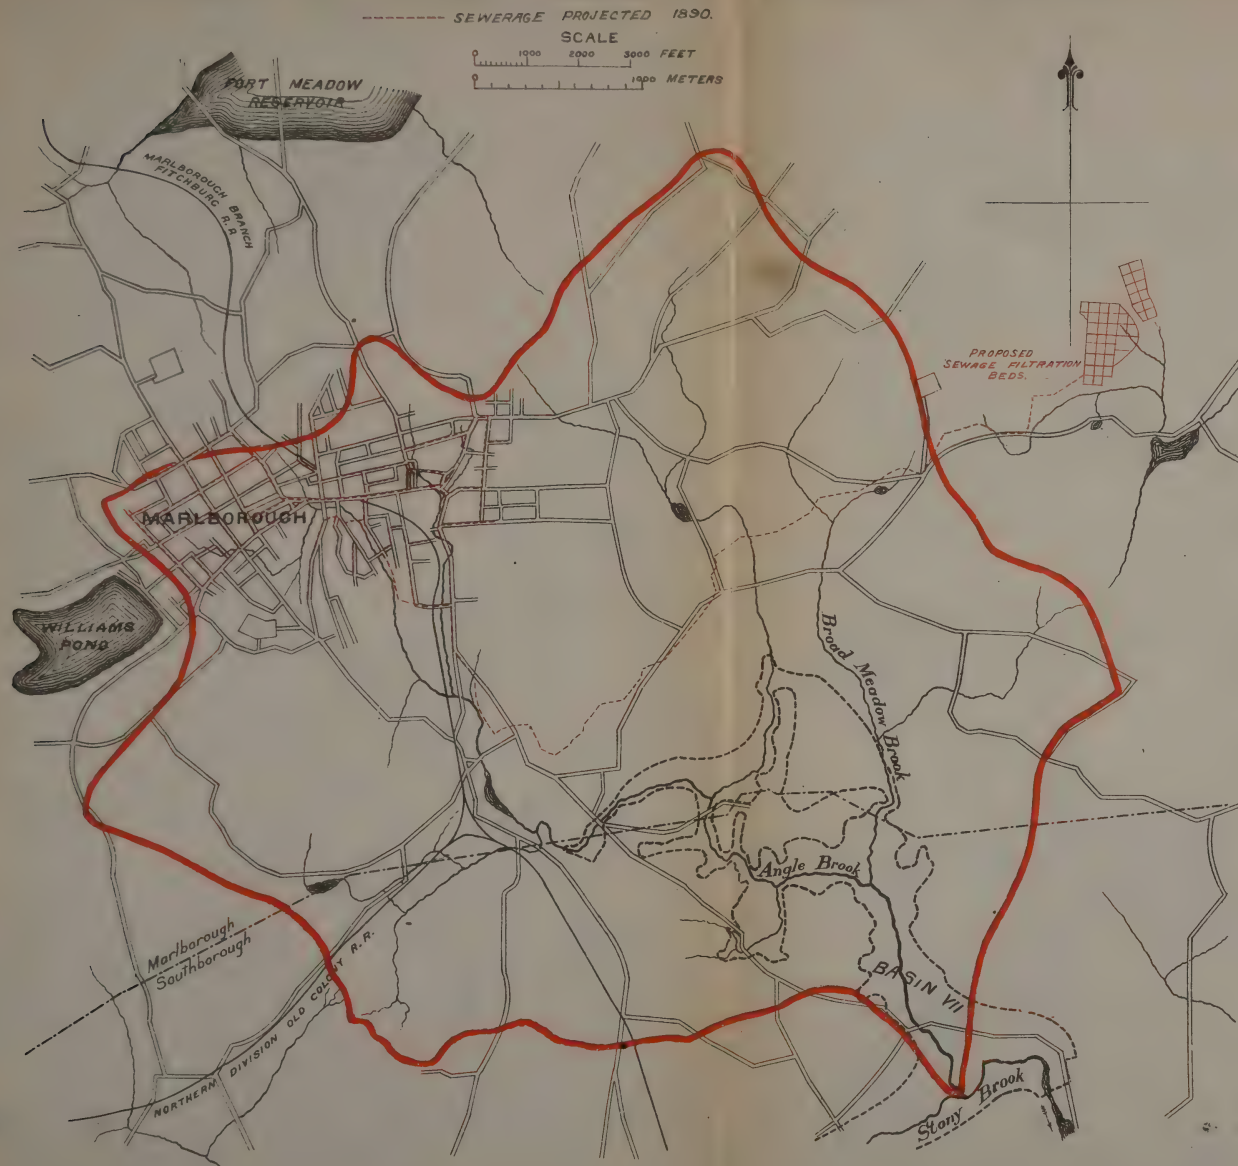 SEWERAGE PROJECTED 1890.
SCALE
0 1000 2000 3000 FEET
0 1000 METERS
FORT MEADOW
RESERVOIR
MARLBOROUGH BRANCH
FITCHBURG R.R.
PROPOSED
SEWAGE FILTRATION
BEDS.
MARLBOROUGH
WILLIAMS
POND
Broad Meadow Brook
Angle Brook
Marlborough
Southborough
BASIN VII
NORTHERN DIVISION OLD COLONY R.R.
Stony Brook